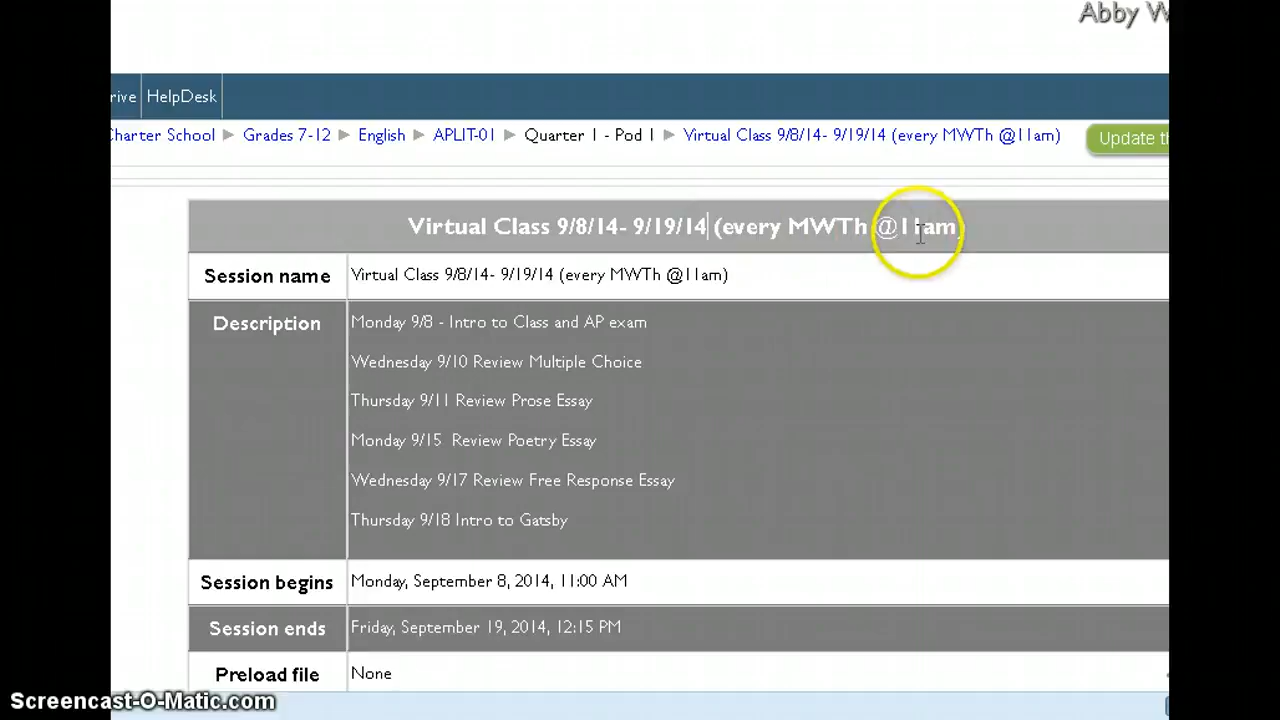 Abby W
rive HelpDesk
Charter School ▶ Grades 7-12 ▶ English ▶ APLIT-01 ▶ Quarter 1 - Pod 1 ▶ Virtual Class 9/8/14- 9/19/14 (every MWTh @11am)
Update th
Virtual Class 9/8/14- 9/19/14 (every MWTh @11am)
Session name Virtual Class 9/8/14- 9/19/14 (every MWTh @11am)
Description Monday 9/8 - Intro to Class and AP exam
Wednesday 9/10 Review Multiple Choice
Thursday 9/11 Review Prose Essay
Monday 9/15 Review Poetry Essay
Wednesday 9/17 Review Free Response Essay
Thursday 9/18 Intro to Gatsby
Session begins Monday, September 8, 2014, 11:00 AM
Session ends Friday, September 19, 2014, 12:15 PM
Preload file None
Screencast-O-Matic.com